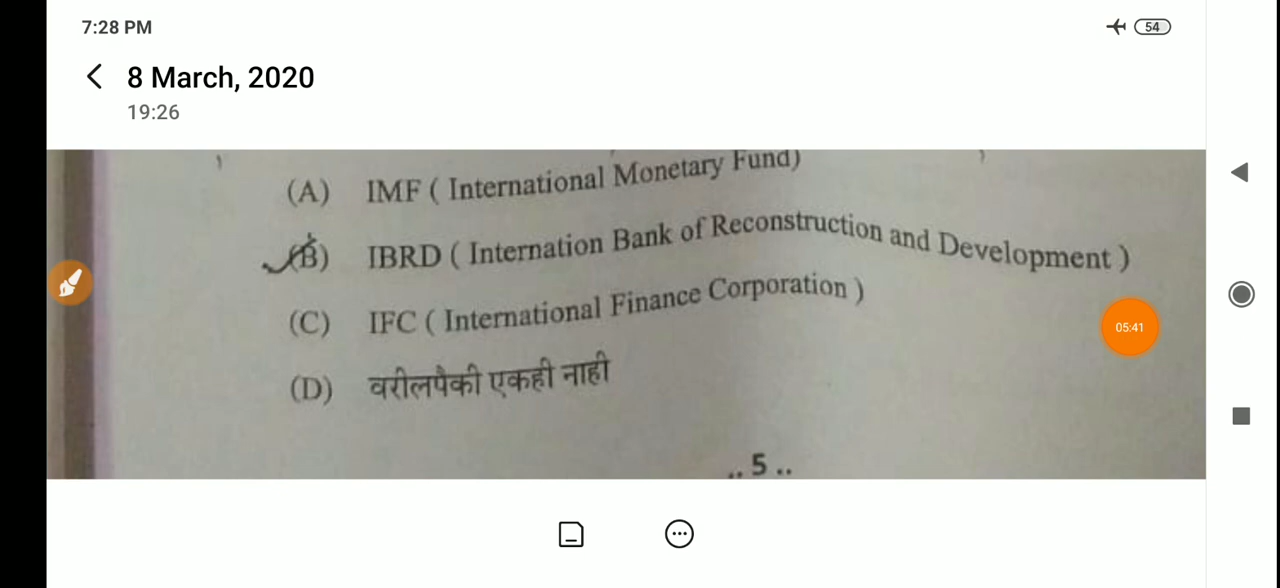 7:28 PM
54
8 March, 2020
19:26
(A) IMF ( International Monetary Fund)
(B) IBRD ( Internation Bank of Reconstruction and Development )
(C) IFC ( International Finance Corporation )
05:41
(D) वरीलपैकी एकही नाही
.. 5 ..